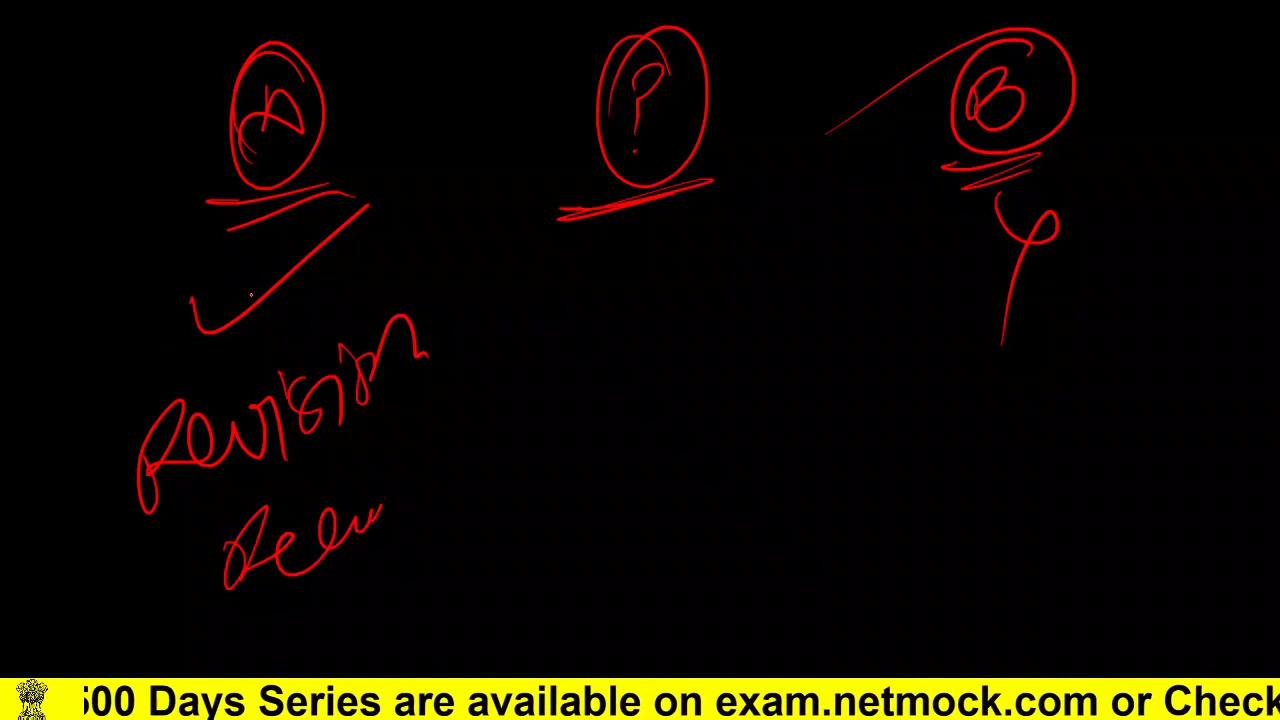 A ? B
Revision
500 Days Series are available on exam.netmock.com or Check